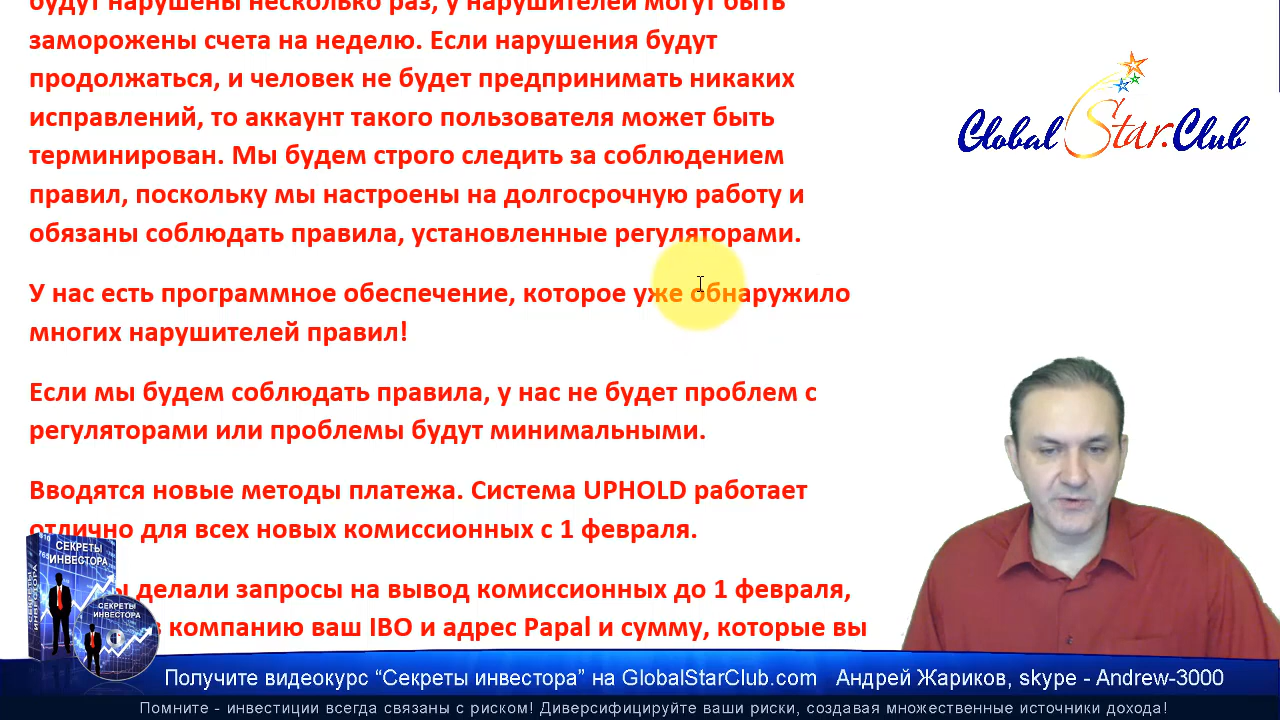 будут нарушены несколько раз, у нарушителей могут быть
заморожены счета на неделю. Если нарушения будут
продолжаться, и человек не будет предпринимать никаких
исправлений, то аккаунт такого пользователя может быть
терминирован. Мы будем строго следить за соблюдением
правил, поскольку мы настроены на долгосрочную работу и
обязаны соблюдать правила, установленные регуляторами.
У нас есть программное обеспечение, которое уже обнаружило
многих нарушителей правил!
Если мы будем соблюдать правила, у нас не будет проблем с
регуляторами или проблемы будут минимальными.
Вводятся новые методы платежа. Система UPHOLD работает
отлично для всех новых комиссионных с 1 февраля.
делали запросы на вывод комиссионных до 1 февраля,
в компанию ваш IBO и адрес Papal и сумму, которые вы
Global Star.Club
СЕКРЕТЫ
ИНВЕСТОРА
СЕКРЕТЫ
ИНВЕСТОРА
СЕКРЕТЫ
ИНВЕСТОРА
Получите видеокурс “Секреты инвестора” на GlobalStarClub.com Андрей Жариков, skype - Andrew-3000
Помните - инвестиции всегда связаны с риском! Диверсифицируйте ваши риски, создавая множественные источники дохода!